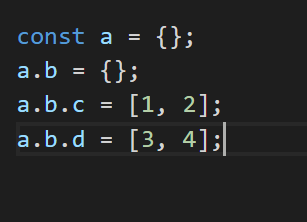 const a = {};
a.b = {};
a.b.c = [1, 2];
a.b.d = [3, 4];